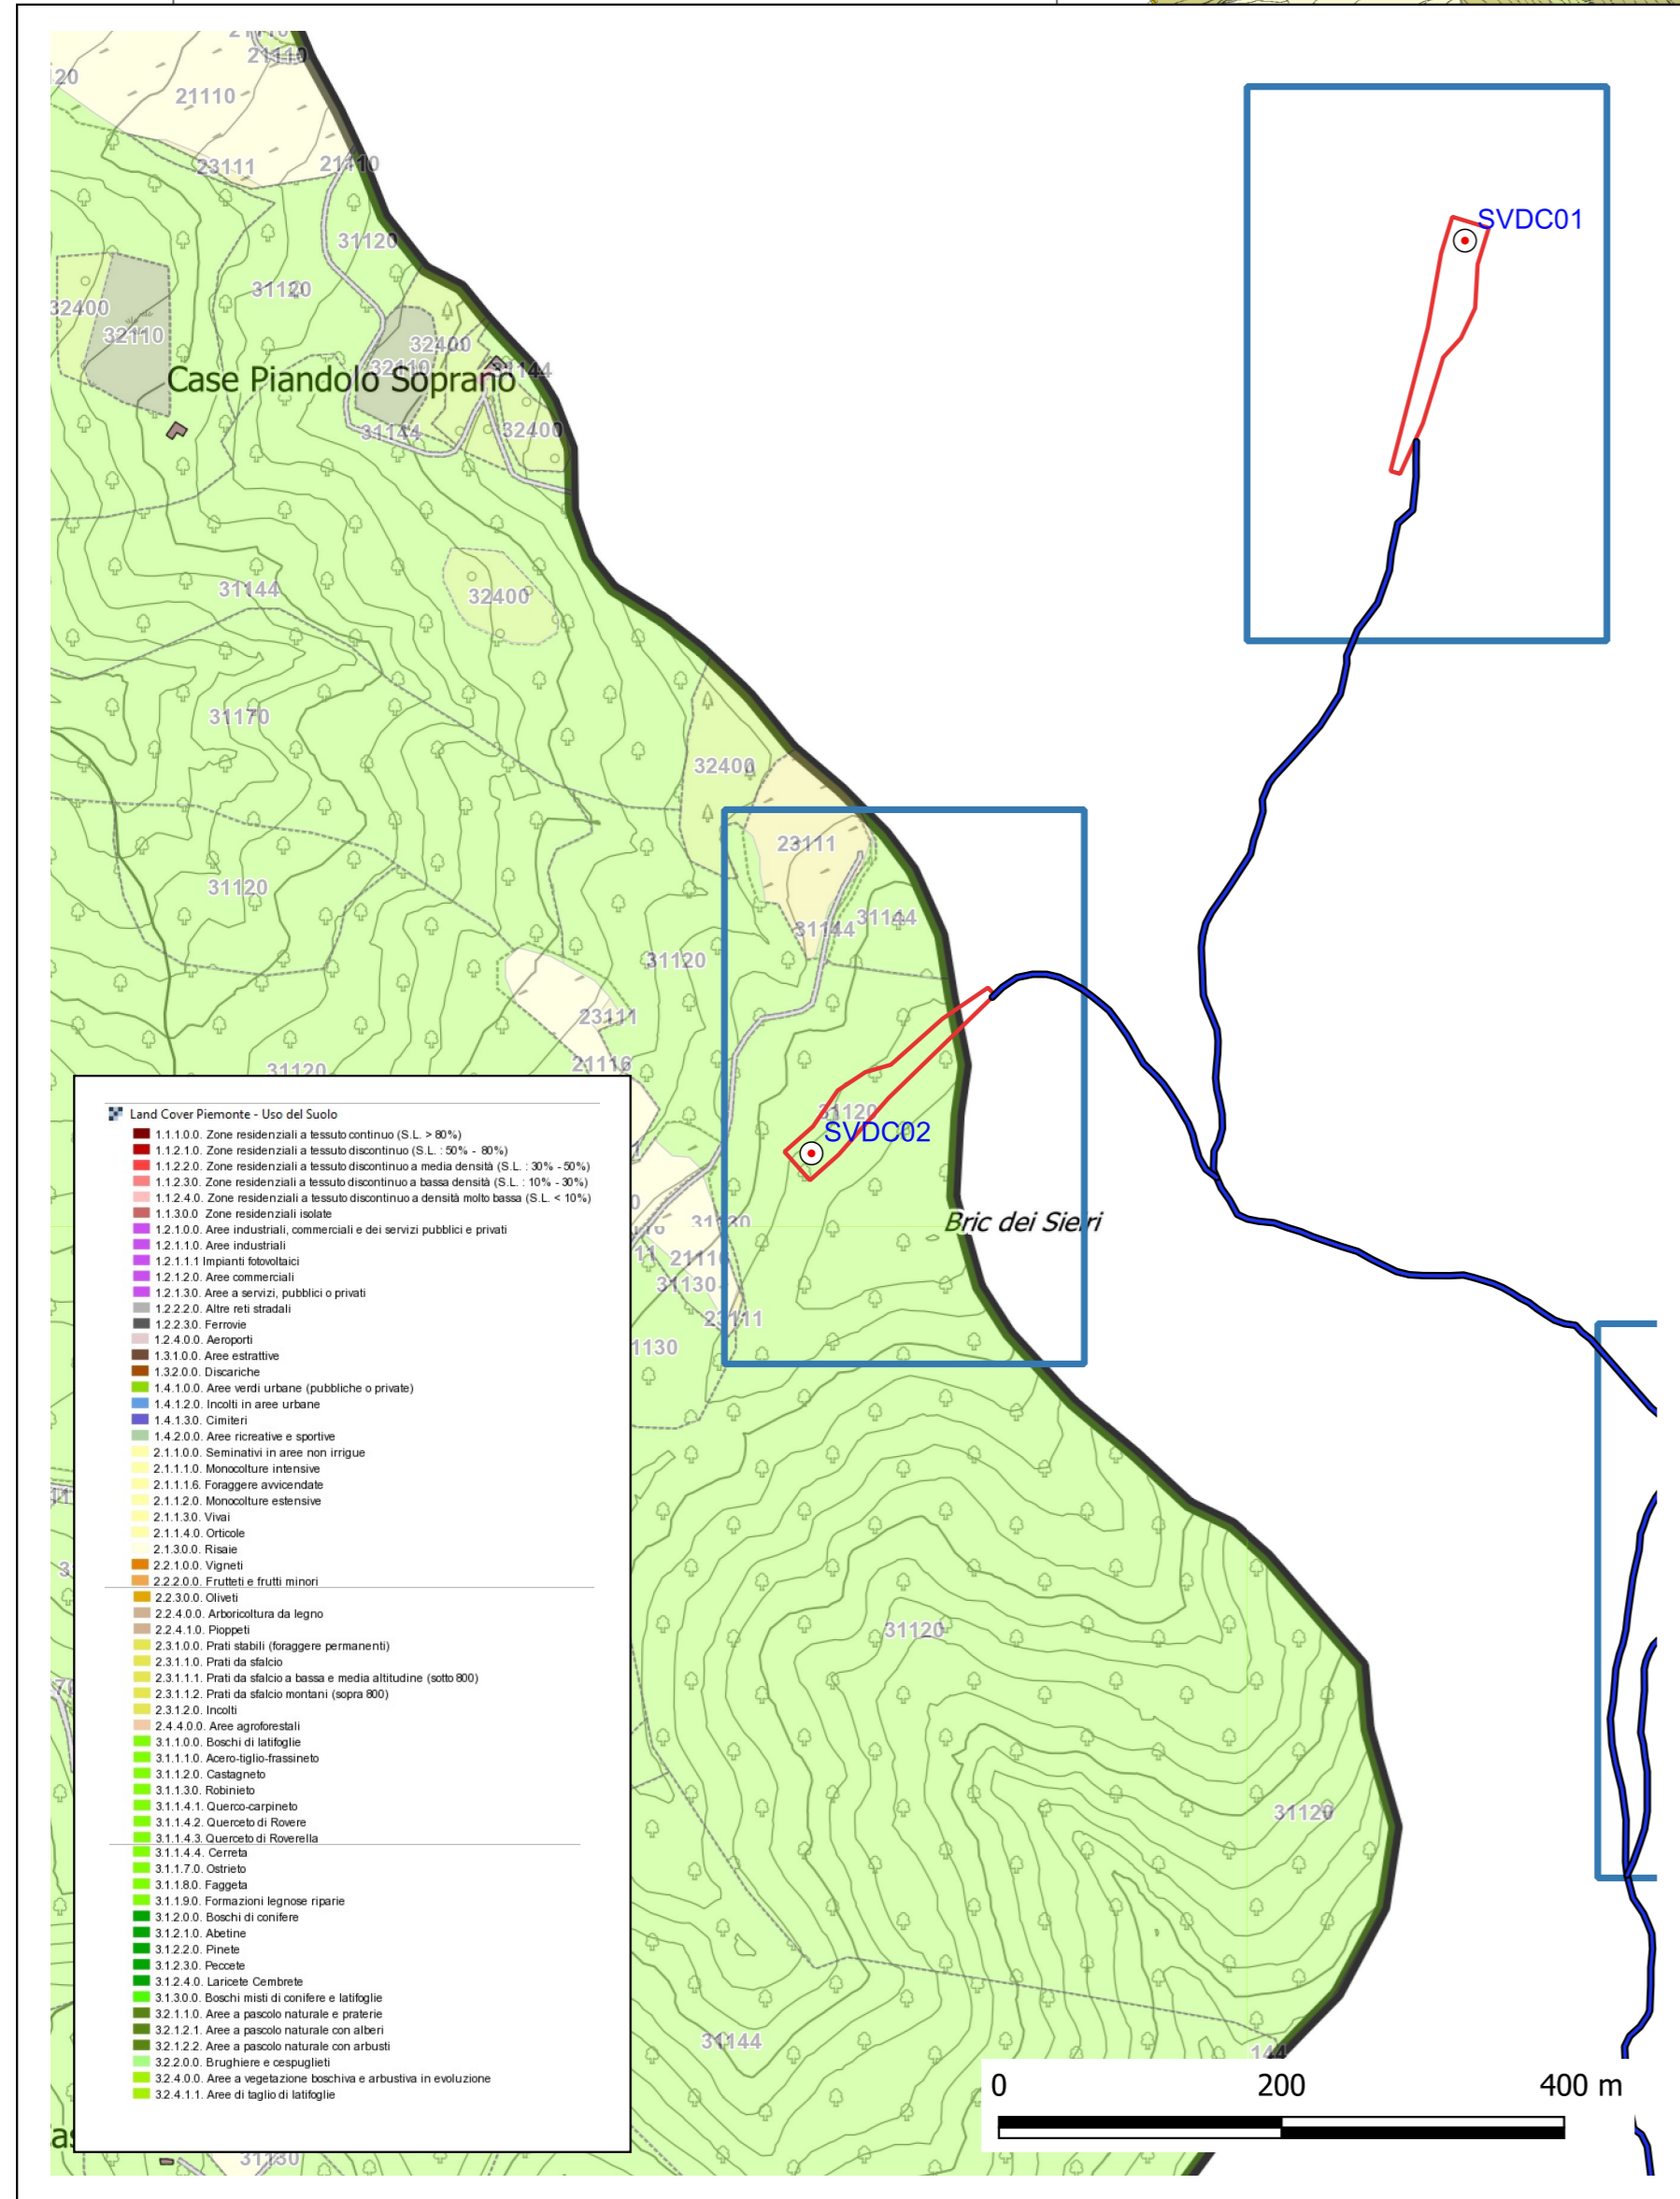 21110
21110
23111
21110
31120
31120
32400
32110
32400
32110
Case Piandolo Soprano
31144
32400
31144
32400
31170
32400
23111
31120
31144
31144
31120
23111
21116
31120
31120
SVDC01
SVDC02
31130
Bric dei Sieiri
21116
31130
23111
1130
31120
31120
31144
144
31130
Land Cover Piemonte - Uso del Suolo
1.1.1.0.0. Zone residenziali a tessuto continuo (S.L. > 80%)
1.1.2.1.0. Zone residenziali a tessuto discontinuo (S.L. : 50% - 80%)
1.1.2.2.0. Zone residenziali a tessuto discontinuo a media densità (S.L. : 30% - 50%)
1.1.2.3.0. Zone residenziali a tessuto discontinuo a bassa densità (S.L. : 10% - 30%)
1.1.2.4.0. Zone residenziali a tessuto discontinuo a densità molto bassa (S.L. < 10%)
1.1.3.0.0 Zone residenziali isolate
1.2.1.0.0. Aree industriali, commerciali e dei servizi pubblici e privati
1.2.1.1.0. Aree industriali
1.2.1.1.1 Impianti fotovoltaici
1.2.1.2.0. Aree commerciali
1.2.1.3.0. Aree a servizi, pubblici o privati
1.2.2.2.0. Altre reti stradali
1.2.2.3.0. Ferrovie
1.2.4.0.0. Aeroporti
1.3.1.0.0. Aree estrattive
1.3.2.0.0. Discariche
1.4.1.0.0. Aree verdi urbane (pubbliche o private)
1.4.1.2.0. Incolti in aree urbane
1.4.1.3.0. Cimiteri
1.4.2.0.0. Aree ricreative e sportive
2.1.1.0.0. Seminativi in aree non irrigue
2.1.1.1.0. Monocolture intensive
2.1.1.1.6. Foraggere avvicendate
2.1.1.2.0. Monocolture estensive
2.1.1.3.0. Vivai
2.1.1.4.0. Orticole
2.1.3.0.0. Risaie
2.2.1.0.0. Vigneti
2.2.2.0.0. Frutteti e frutti minori
2.2.3.0.0. Oliveti
2.2.4.0.0. Arboricoltura da legno
2.2.4.1.0. Pioppeti
2.3.1.0.0. Prati stabili (foraggere permanenti)
2.3.1.1.0. Prati da sfalcio
2.3.1.1.1. Prati da sfalcio a bassa e media altitudine (sotto 800)
2.3.1.1.2. Prati da sfalcio montani (sopra 800)
2.3.1.2.0. Incolti
2.4.4.0.0. Aree agroforestali
3.1.1.0.0. Boschi di latifoglie
3.1.1.1.0. Acero-tiglio-frassineto
3.1.1.2.0. Castagneto
3.1.1.3.0. Robinieto
3.1.1.4.1. Querco-carpineto
3.1.1.4.2. Querceto di Rovere
3.1.1.4.3. Querceto di Roverella
3.1.1.4.4. Cerreta
3.1.1.7.0. Ostrieto
3.1.1.8.0. Faggeta
3.1.1.9.0. Formazioni legnose riparie
3.1.2.0.0. Boschi di conifere
3.1.2.1.0. Abetine
3.1.2.2.0. Pinete
3.1.2.3.0. Peccete
3.1.2.4.0. Laricete Cembrete
3.1.3.0.0. Boschi misti di conifere e latifoglie
3.2.1.1.0. Aree a pascolo naturale e praterie
3.2.1.2.1. Aree a pascolo naturale con alberi
3.2.1.2.2. Aree a pascolo naturale con arbusti
3.2.2.0.0. Brughiere e cespuglieti
3.2.4.0.0. Aree a vegetazione boschiva e arbustiva in evoluzione
3.2.4.1.1. Aree di taglio di latifoglie
0 200 400 m